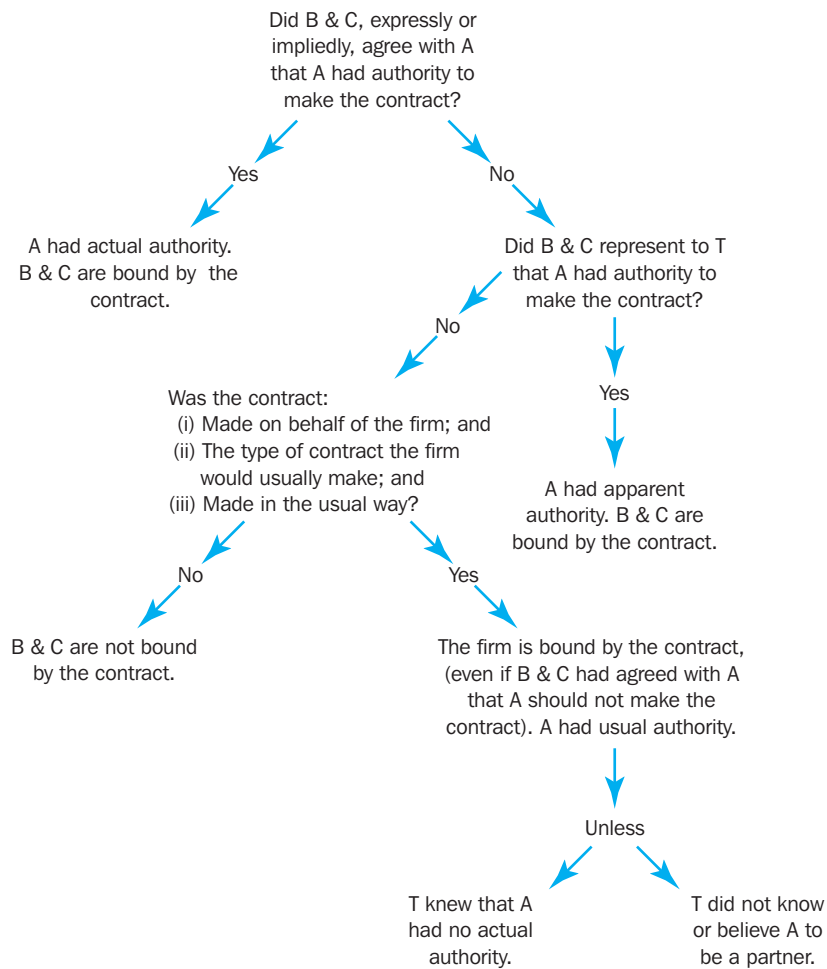 Did B & C, expressly or
impliedly, agree with A
that A had authority to
make the contract?
Yes
No
A had actual authority.
B & C are bound by the
contract.
Did B & C represent to T
that A had authority to
make the contract?
No
Yes
Was the contract:
(i) Made on behalf of the firm; and
(ii) The type of contract the firm
would usually make; and
(iii) Made in the usual way?
A had apparent
authority. B & C are
bound by the contract.
No
Yes
B & C are not bound
by the contract.
The firm is bound by the contract,
(even if B & C had agreed with A
that A should not make the
contract). A had usual authority.
Unless
T knew that A
had no actual
authority.
T did not know
or believe A to
be a partner.